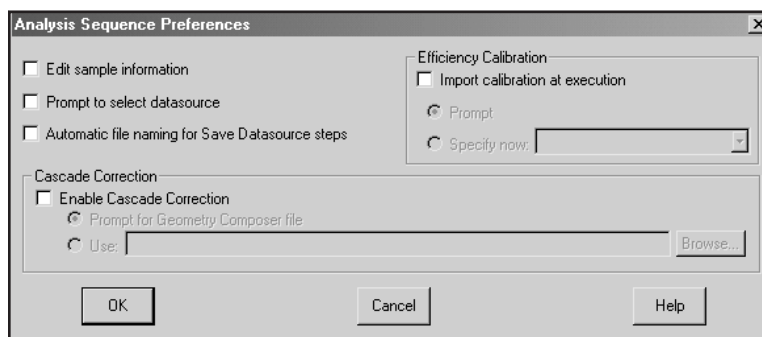 Analysis Sequence Preferences
Edit sample information
Prompt to select datasource
Automatic file naming for Save Datasource steps
Efficiency Calibration
Import calibration at execution
Prompt
Specify now:
Cascade Correction
Enable Cascade Correction
Prompt for Geometry Composer file
Use:
Browse...
OK
Cancel
Help